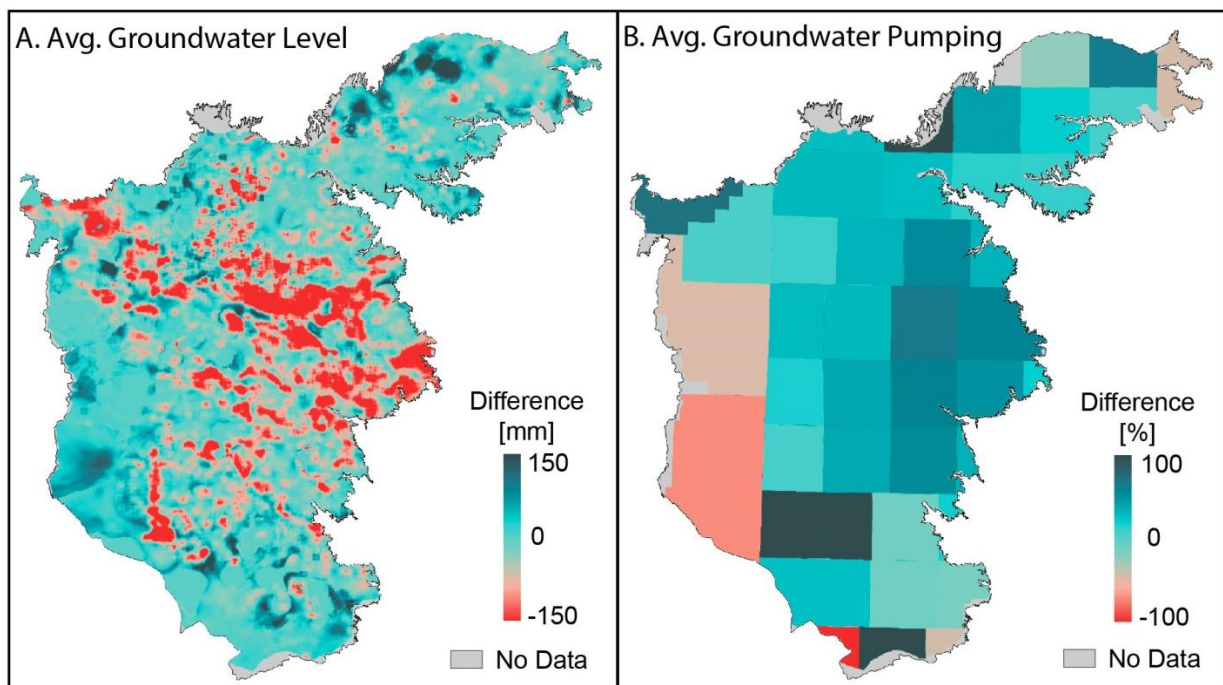 A. Avg. Groundwater Level
Difference
[mm]
150
0
-150
No Data
B. Avg. Groundwater Pumping
Difference
[%]
100
0
-100
No Data